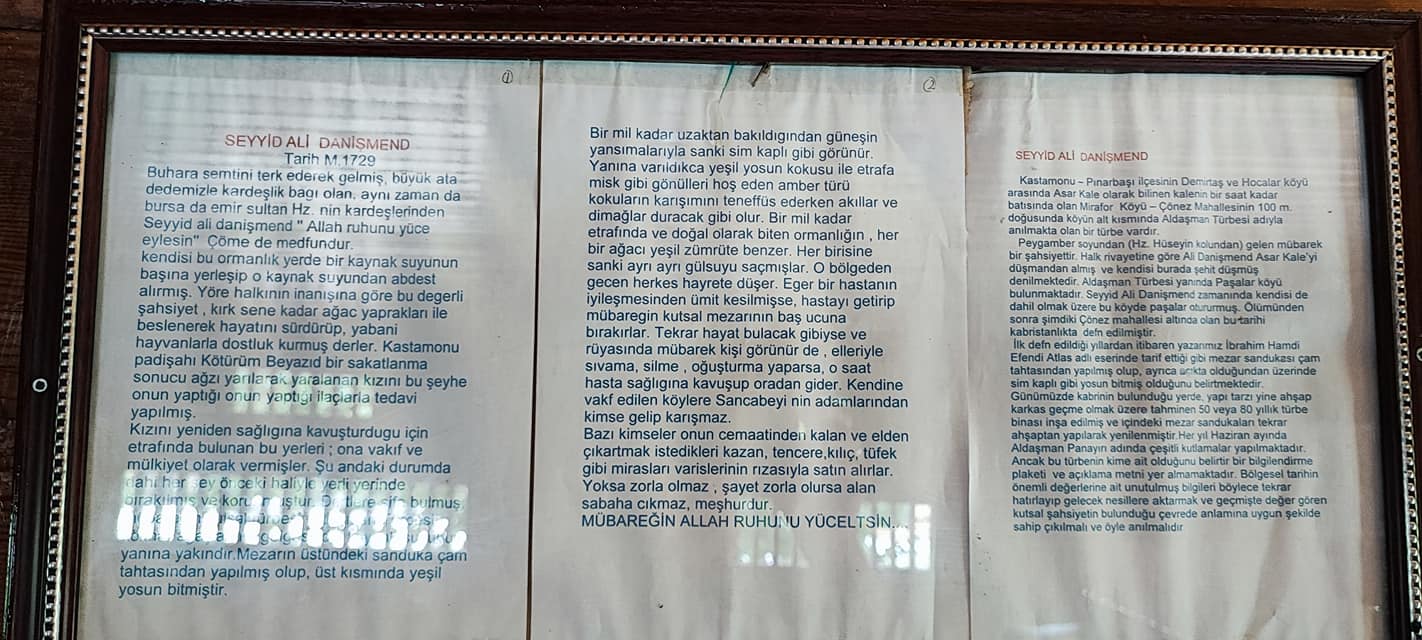 ①
SEYYİD ALİ DANİŞMEND
Tarih M.1729
Buhara semtini terk ederek gelmiş, büyük ata
dedemizle kardeşlik bagı olan, aynı zaman da
bursa da emir sultan Hz. nin kardeşlerinden
Seyyid ali danişmend " Allah ruhunu yüce
eylesin" Çöme de medfundur.
kendisi bu ormanlık yerde bir kaynak suyunun
başına yerleşip o kaynak suyundan abdest
alırmış. Yöre halkının inanışına göre bu degerli
şahsiyet , kırk sene kadar ağac yaprakları ile
beslenerek hayatını sürdürüp, yabani
hayvanlarla dostluk kurmuş derler. Kastamonu
padişahı Kötürüm Beyazıd bir sakatlanma
sonucu ağzı yarılarak yaralanan kızını bu şeyhe
onun yaptığı onun yaptığı ilaçlarla tedavi
yapılmış.
Kızını yeniden sağlığına kavuşturdugu için
etrafında bulunan bu yerleri ; ona vakıf ve
mülkiyet olarak vermişler. Şu andaki durumda
dahi her şey önceki haliyle yerli yerinde
bırakılmış ve
yanına yakındır.Mezarın üstündeki sanduka çam
tahtasından yapılmış olup, üst kısmında yeşil
yosun bitmiştir.
②
Bir mil kadar uzaktan bakıldıgından güneşin
yansımalarıyla sanki sim kaplı gibi görünür.
Yanına varıldıkca yeşil yosun kokusu ile etrafa
misk gibi gönülleri hoş eden amber türü
kokuların karışımını teneffüs ederken akıllar ve
dimağlar duracak gibi olur. Bir mil kadar
etrafında ve doğal olarak biten ormanlığın , her
bir ağacı yeşil zümrüte benzer. Her birisine
sanki ayrı ayrı gülsuyu saçmışlar. O bölgeden
gecen herkes hayrete düşer. Eger bir hastanın
iyileşmesinden ümit kesilmişse, hastayı getirip
mübaregin kutsal mezarının baş ucuna
bırakırlar. Tekrar hayat bulacak gibiyse ve
rüyasında mübarek kişi görünür de , elleriyle
sıvama, silme , oğuşturma yaparsa, o saat
hasta sağlıgına kavuşup oradan gider. Kendine
vakf edilen köylere Sancabeyi nin adamlarından
kimse gelip karışmaz.
Bazı kimseler onun cemaatinden kalan ve elden
çıkartmak istedikleri kazan, tencere,kılıç, tüfek
gibi mirasları varislerinin rızasıyla satın alırlar.
Yoksa zorla olmaz , şayet zorla olursa alan
sabaha cıkmaz, meşhurdur.
MÜBAREĞİN ALLAH RUHUNU YÜCELTSİN....
SEYYİD ALİ DANİŞMEND
Kastamonu – Pınarbaşı ilçesinin Demirtaş ve Hocalar köyü
arasında Asar Kale olarak bilinen kalenin bir saat kadar
batısında olan Mirafor Köyü – Çönez Mahallesinin 100 m.
doğusunda köyün alt kısmında Aldaşman Türbesi adıyla
anılmakta olan bir türbe vardır.
Peygamber soyundan (Hz. Hüseyin kolundan) gelen mübarek
bir şahsiyettir. Halk rivayetine göre Ali Danişmend Asar Kale'yi
düşmandan almış ve kendisi burada şehit düşmüş
denilmektedir. Aldaşman Türbesi yanında Paşalar köyü
bulunmaktadır. Seyyid Ali Danişmend zamanında kendisi de
dahil olmak üzere bu köyde paşalar oturuрmuş. Ölümünden
sonra şimdiki Çönez mahallesi altında olan bu tarihi
kabristanlıkta defn edilmiştir.
İlk defn edildiği yıllardan itibaren yazarımız İbrahim Hamdi
Efendi Atlas adlı eserinde tarif ettiği gibi mezar sandukası çam
tahtasından yapılmış olup, ayrıca açıkta olduğundan üzerinde
sim kaplı gibi yosun bitmiş olduğunu belirtmektedir.
Günümüzde kabrinin bulunduğu yerde, yapı tarzı yine ahşap
karkas geçme olmak üzere tahminen 50 veya 80 yıllık türbe
binası inşa edilmiş ve içindeki mezar sandukaları tekrar
ahşaptan yapılarak yenilenmiştir.Her yıl Haziran ayında
Aldaşman Panayırı adında çeşitli kutlamalar yapılmaktadır.
Ancak bu türbenin kime ait olduğunu belirtir bir bilgilendirme
plaketi ve açıklama metni yer almamaktadır. Bölgesel tarihin
önemli değerlerine ait unutulmuş bilgileri böylece tekrar
hatırlayıp gelecek nesillere aktarmak ve geçmişte değer gören
kutsal şahsiyetin bulunduğu çevrede anlamına uygun şekilde
sahip çıkılmalı ve öyle anılmalıdır